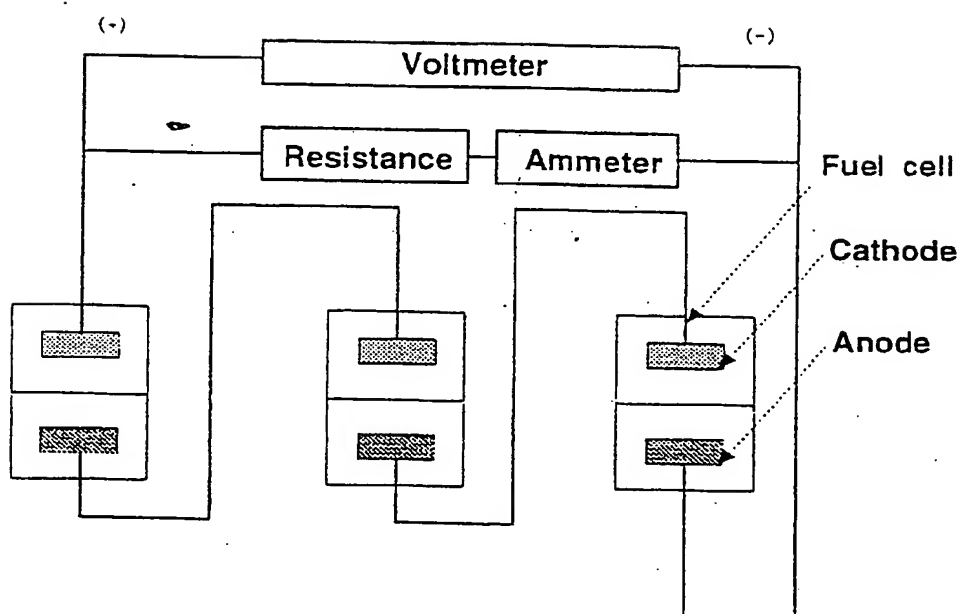 (+)
(-)
Voltmeter
Resistance
Ammeter
Fuel cell
Cathode
Anode